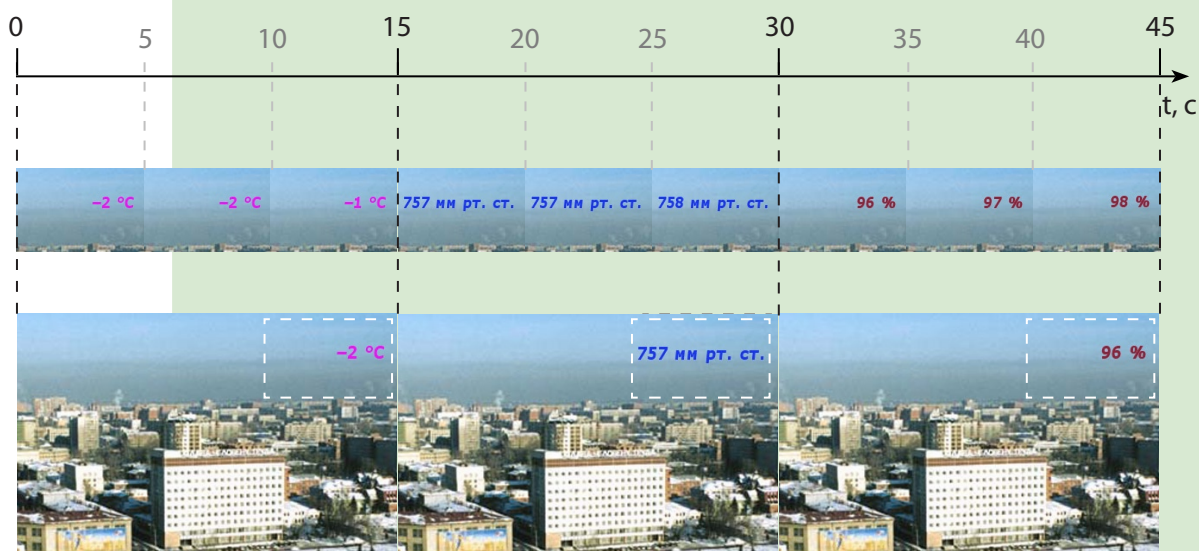 0 5 10 15 20 25 30 35 40 45
t, с
–2 °C –2 °C –1 °C 757 мм рт. ст. 757 мм рт. ст. 758 мм рт. ст. 96 % 97 % 98 %
–2 °C 757 мм рт. ст. 96 %